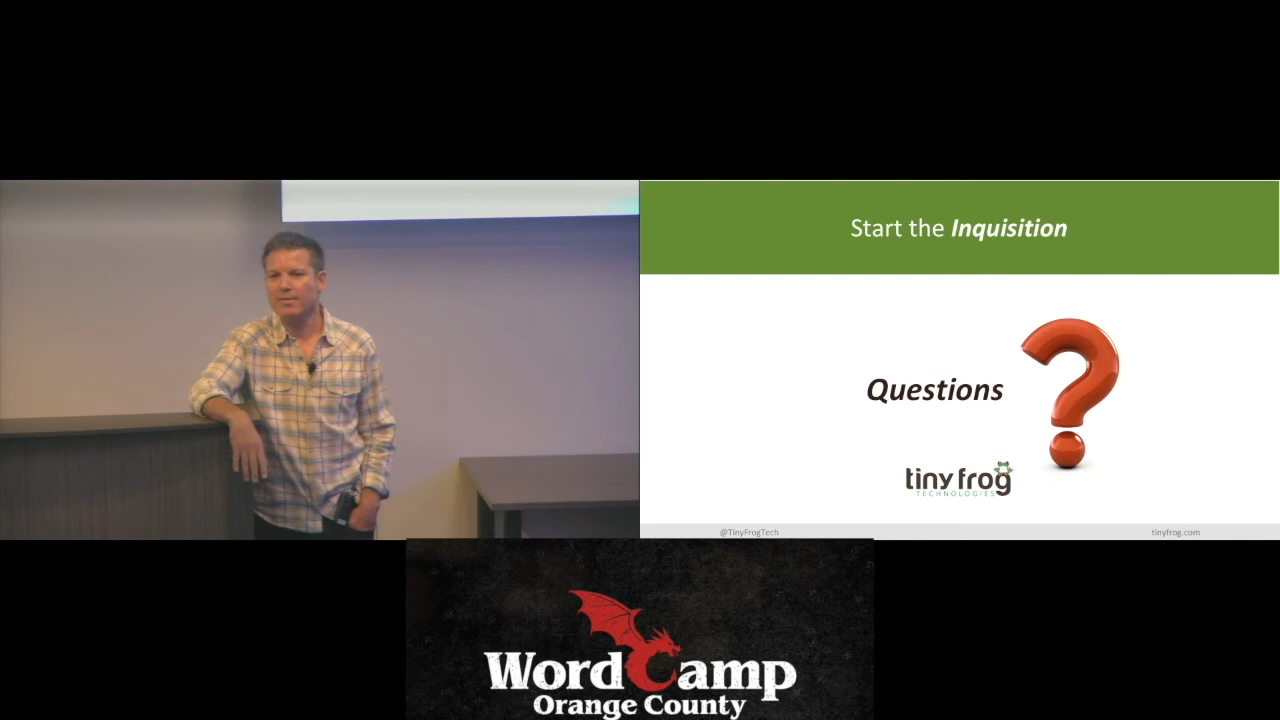 Start the Inquisition
Questions
tiny frog
TECHNOLOGIES
@TinyFrogTech
tinyfrog.com
WordCamp
Orange County